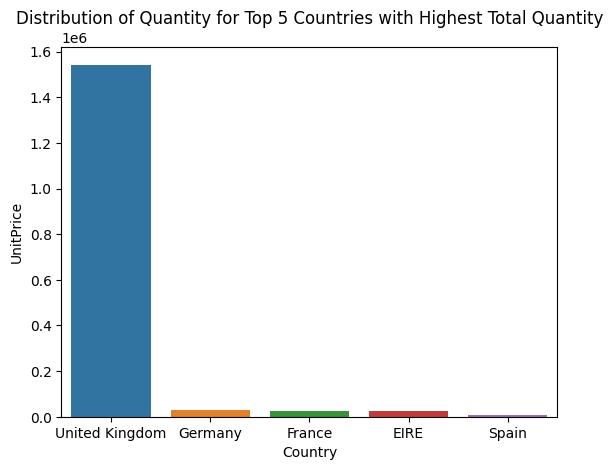 Distribution of Quantity for Top 5 Countries with Highest Total Quantity
1e6
1.6
1.4
1.2
1.0
0.8
0.6
0.4
0.2
0.0
UnitPrice
United Kingdom Germany France EIRE Spain
Country